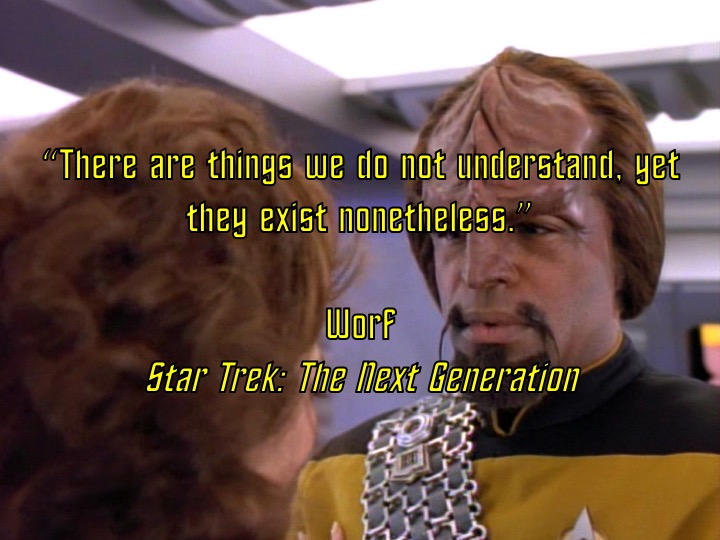 “There are things we do not understand, yet
they exist nonetheless.”
Worf
Star Trek: The Next Generation